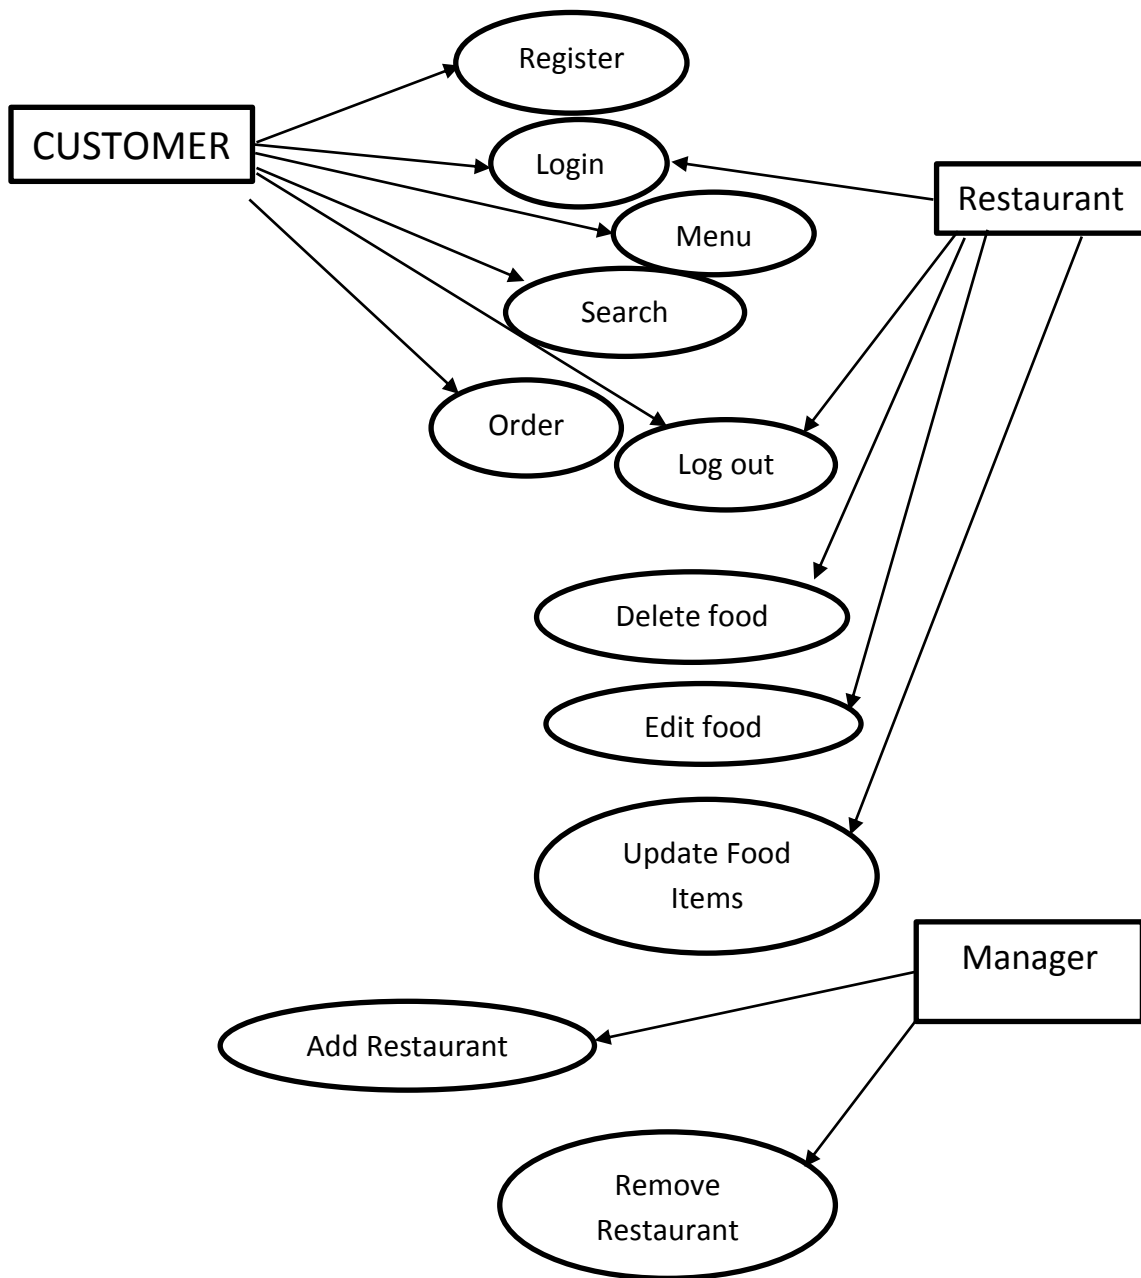 Register
CUSTOMER
Login
Restaurant
Menu
Search
Order
Log out
Delete food
Edit food
Update Food
Items
Manager
Add Restaurant
Remove
Restaurant